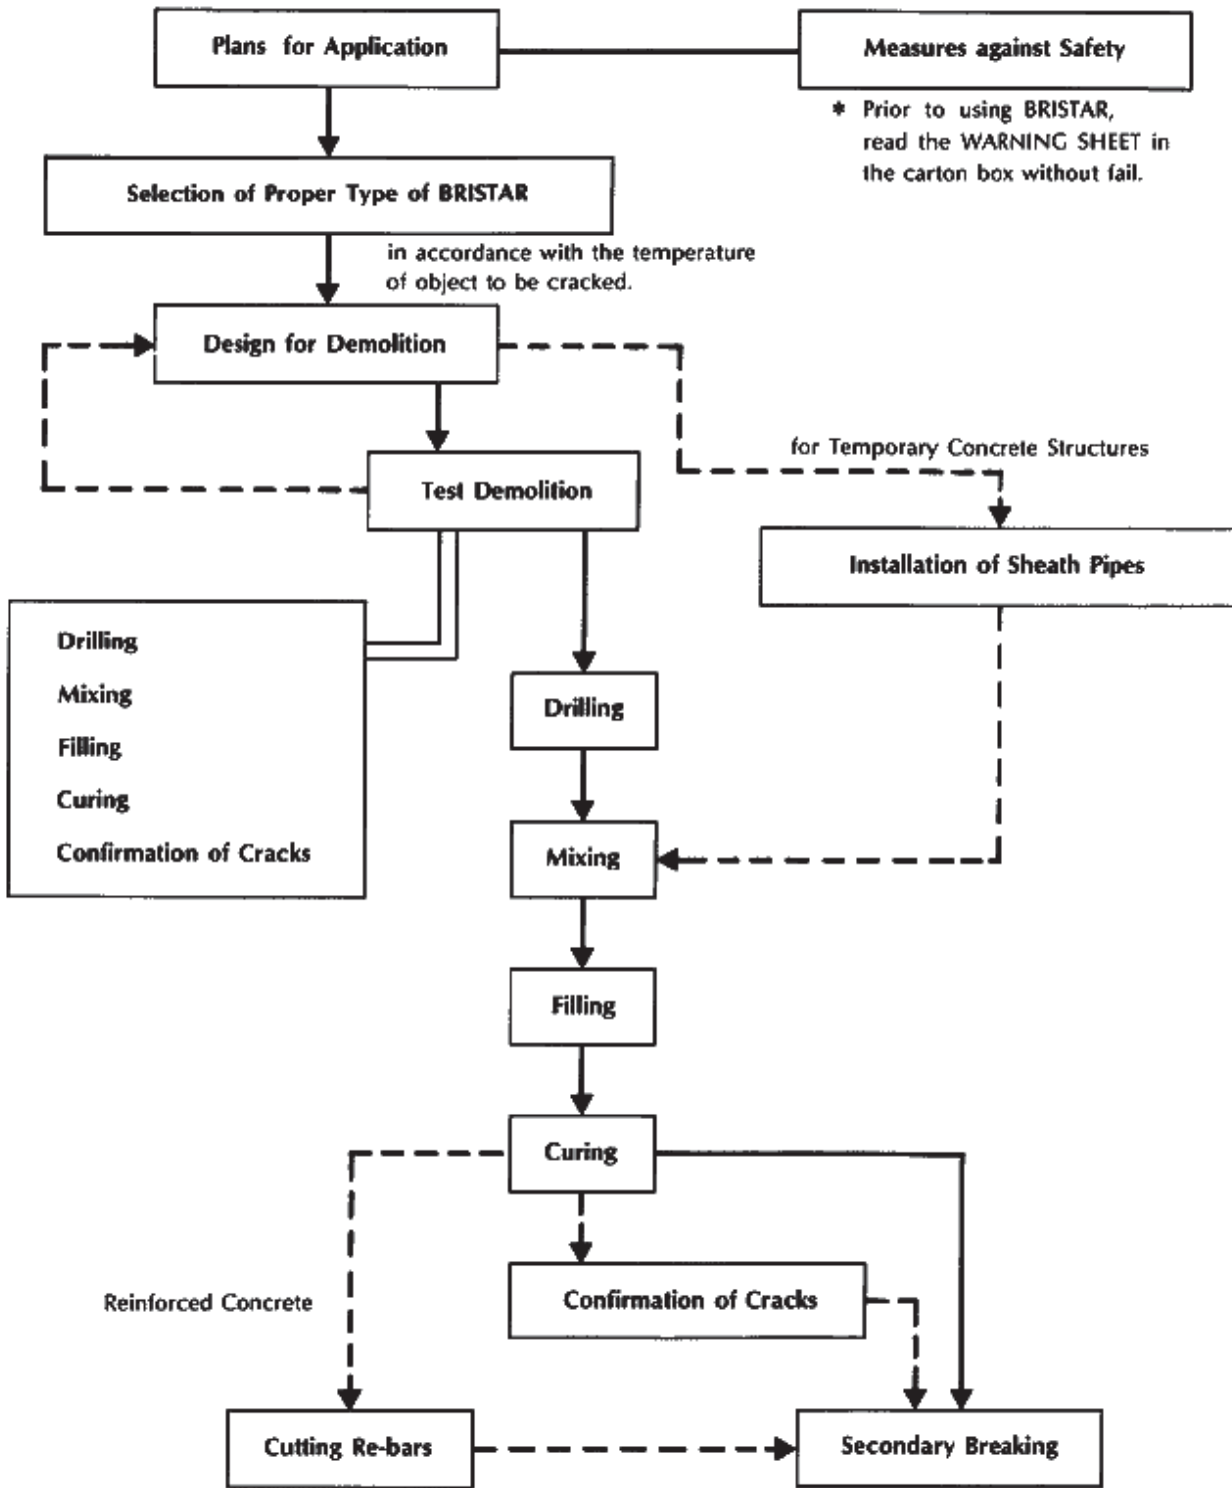 Plans for Application
Measures against Safety
* Prior to using BRISTAR,
read the WARNING SHEET in
the carton box without fail.
Selection of Proper Type of BRISTAR
in accordance with the temperature
of object to be cracked.
Design for Demolition
for Temporary Concrete Structures
Test Demolition
Installation of Sheath Pipes
Drilling
Mixing
Filling
Curing
Confirmation of Cracks
Drilling
Mixing
Filling
Curing
Reinforced Concrete
Confirmation of Cracks
Cutting Re-bars
Secondary Breaking